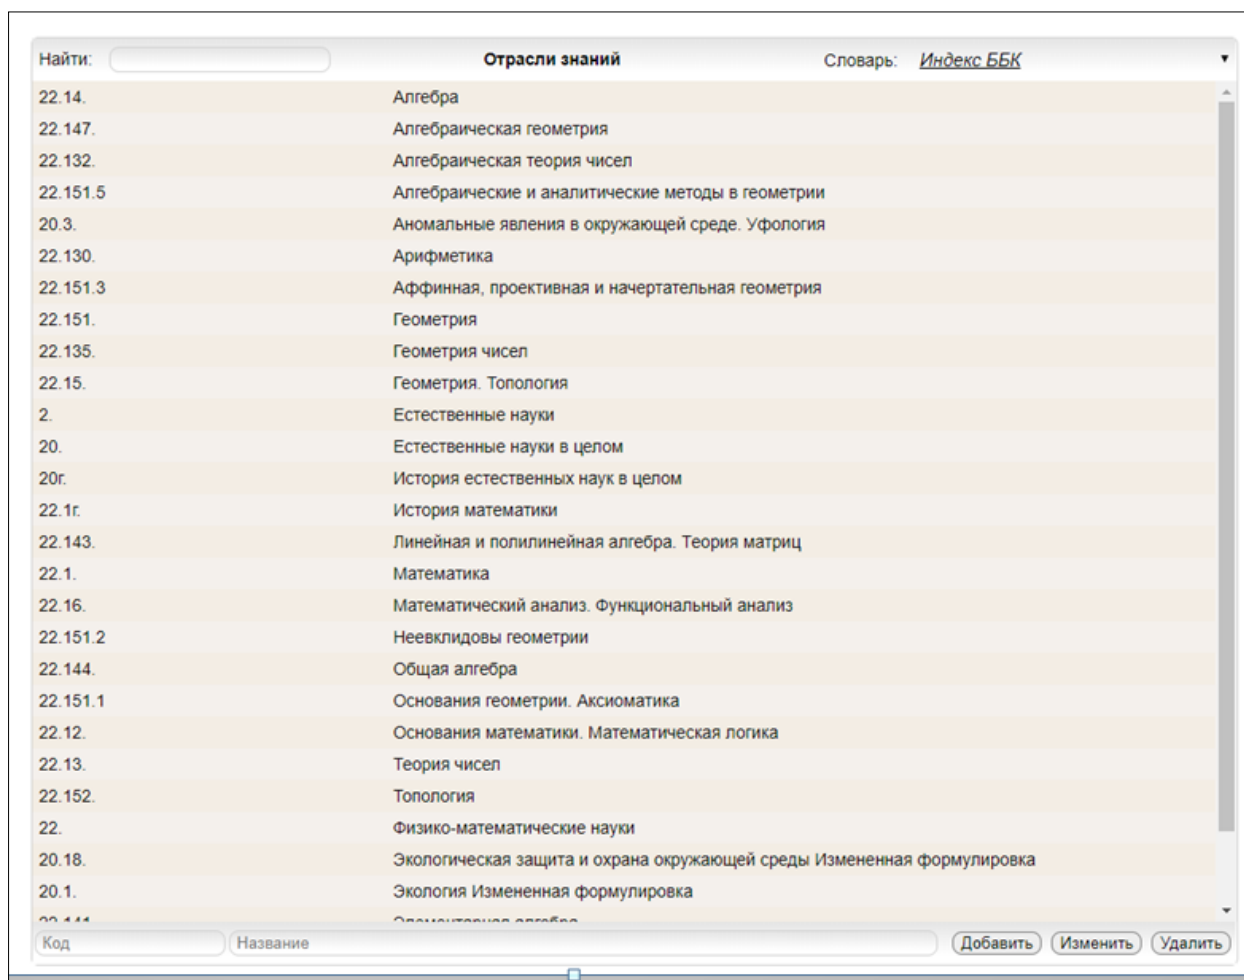 Найти: Отрасли знаний Словарь: Индекс ББК
22.14. Алгебра
22.147. Алгебраическая геометрия
22.132. Алгебраическая теория чисел
22.151.5 Алгебраические и аналитические методы в геометрии
20.3. Аномальные явления в окружающей среде. Уфология
22.130. Арифметика
22.151.3 Аффинная, проективная и начертательная геометрия
22.151. Геометрия
22.135. Геометрия чисел
22.15. Геометрия. Топология
2. Естественные науки
20. Естественные науки в целом
20г. История естественных наук в целом
22.1г. История математики
22.143. Линейная и полилинейная алгебра. Теория матриц
22.1. Математика
22.16. Математический анализ. Функциональный анализ
22.151.2 Неевклидовы геометрии
22.144. Общая алгебра
22.151.1 Основания геометрии. Аксиоматика
22.12. Основания математики. Математическая логика
22.13. Теория чисел
22.152. Топология
22. Физико-математические науки
20.18. Экологическая защита и охрана окружающей среды Измененная формулировка
20.1. Экология Измененная формулировка
22.141. Элементарная алгебра
Код Название Добавить Изменить Удалить